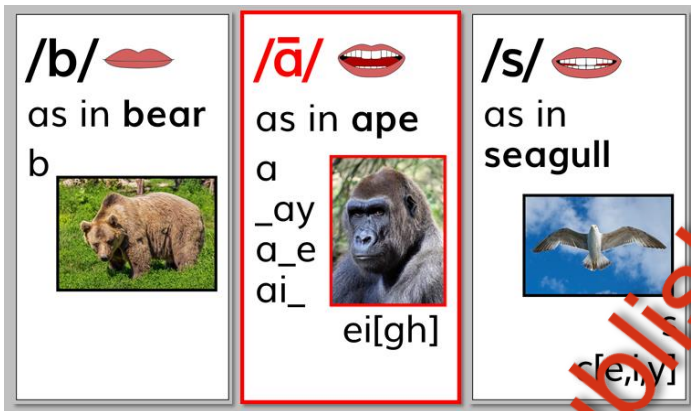 /b/
as in bear
b
/ā/
as in ape
a
_ay
a_e
ai_
ei[gh]
/s/
as in
seagull
s
c[e,i,y]